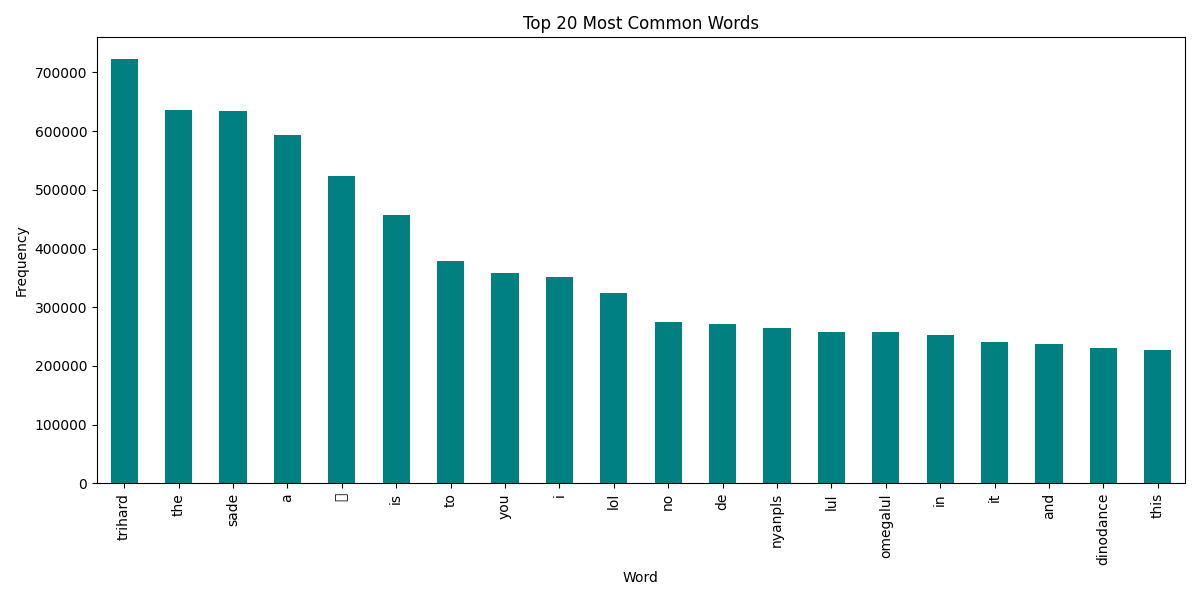 Top 20 Most Common Words
700000
600000
500000
400000
300000
200000
100000
0
Frequency
trihard
the
sade
a
is
to
you
i
lol
no
de
nyanpls
lul
omegalul
in
it
and
dinodance
this
Word